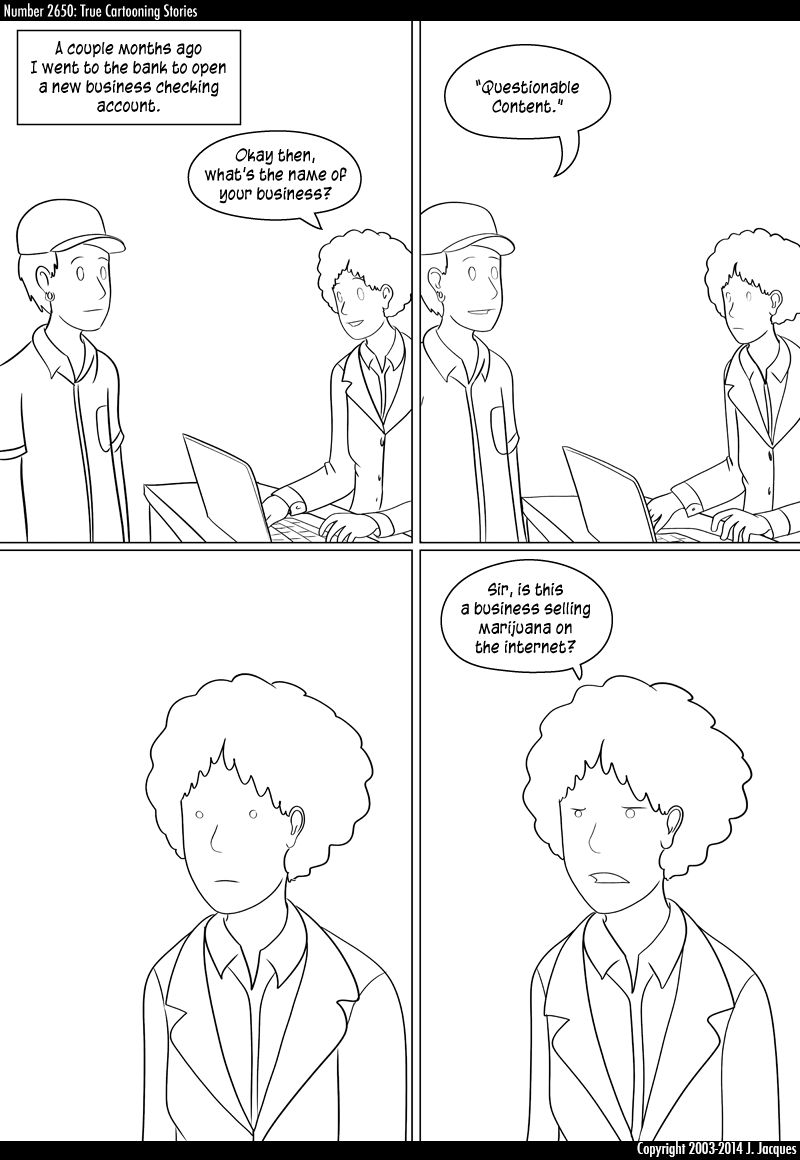 Number 2650: True Cartooning Stories
A couple months ago
I went to the bank to open
a new business checking
account.
Okay then,
what's the name of
your business?
"Questionable
Content."
Sir, is this
a business selling
marijuana on
the internet?
Copyright 2003-2014 J. Jacques